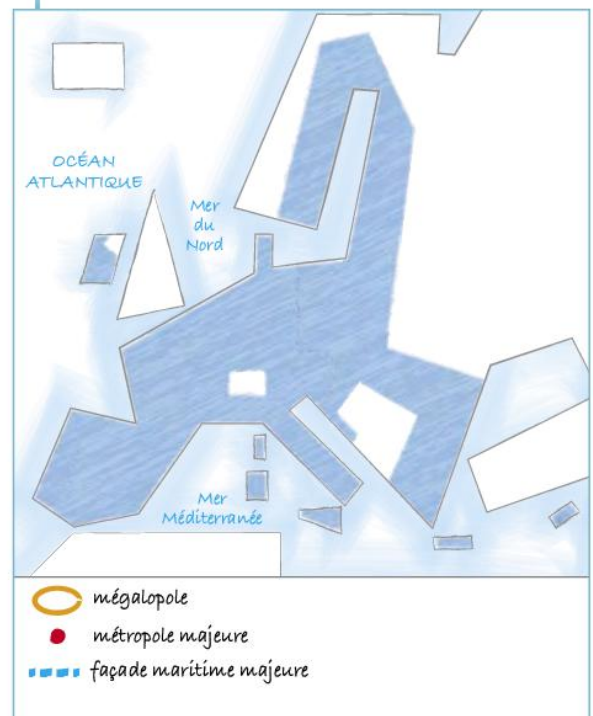 OCÉAN
ATLANTIQUE
Mer
du
Nord
Mer
Méditerranée
mégalopole
métropole majeure
façade maritime majeure